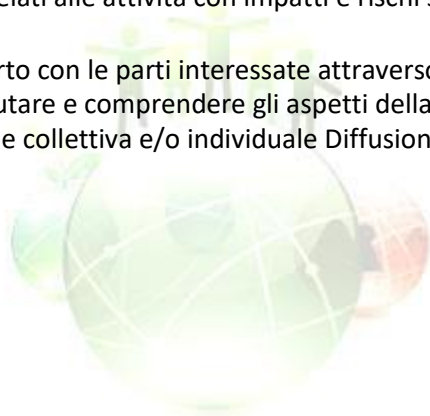 elati alle attività con impatti e rischi s
rto con le parti interessate attraverso
utare e comprendere gli aspetti della
e collettiva e/o individuale Diffusion